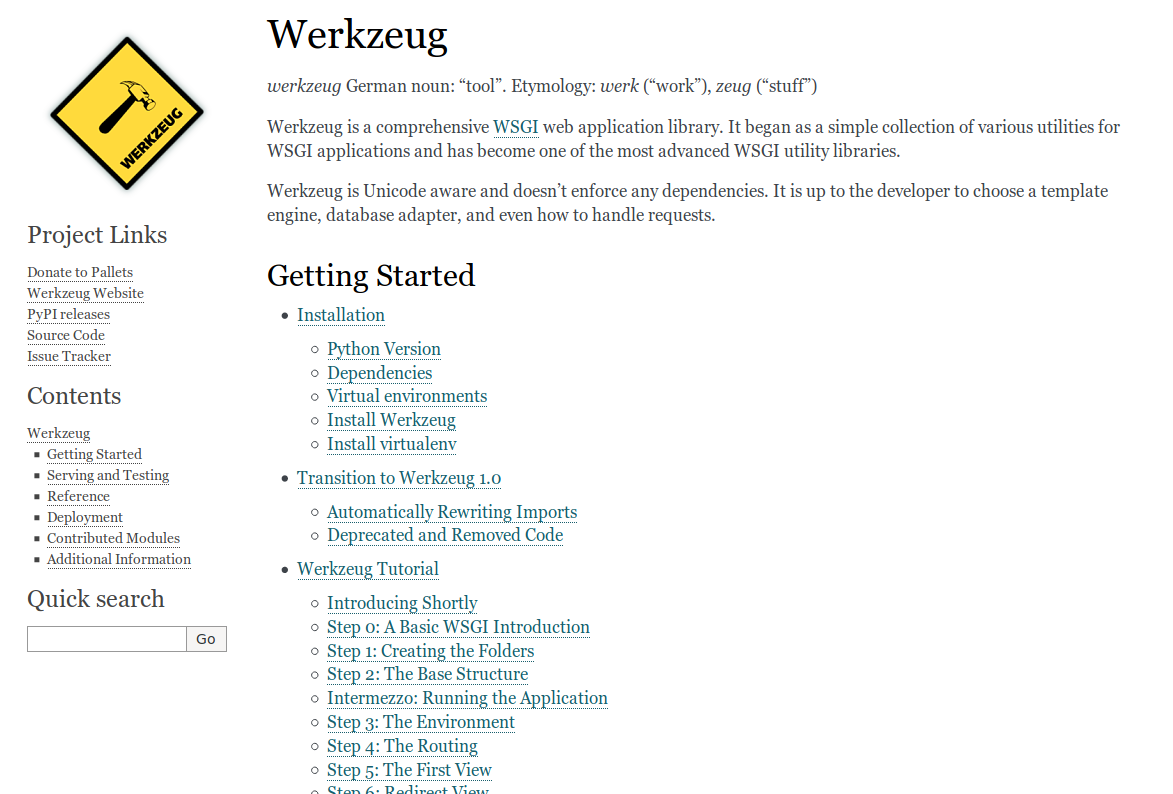 WERKZEUG
Project Links
Donate to Pallets
Werkzeug Website
PyPI releases
Source Code
Issue Tracker
Contents
Werkzeug
Getting Started
Serving and Testing
Reference
Deployment
Contributed Modules
Additional Information
Quick search
Go
Werkzeug
werkzeug German noun: “tool”. Etymology: werk (“work”), zeug (“stuff”)
Werkzeug is a comprehensive WSGI web application library. It began as a simple collection of various utilities for
WSGI applications and has become one of the most advanced WSGI utility libraries.
Werkzeug is Unicode aware and doesn’t enforce any dependencies. It is up to the developer to choose a template
engine, database adapter, and even how to handle requests.
Getting Started
Installation
Python Version
Dependencies
Virtual environments
Install Werkzeug
Install virtualenv
Transition to Werkzeug 1.0
Automatically Rewriting Imports
Deprecated and Removed Code
Werkzeug Tutorial
Introducing Shortly
Step 0: A Basic WSGI Introduction
Step 1: Creating the Folders
Step 2: The Base Structure
Intermezzo: Running the Application
Step 3: The Environment
Step 4: The Routing
Step 5: The First View
Step 6: Redirect View